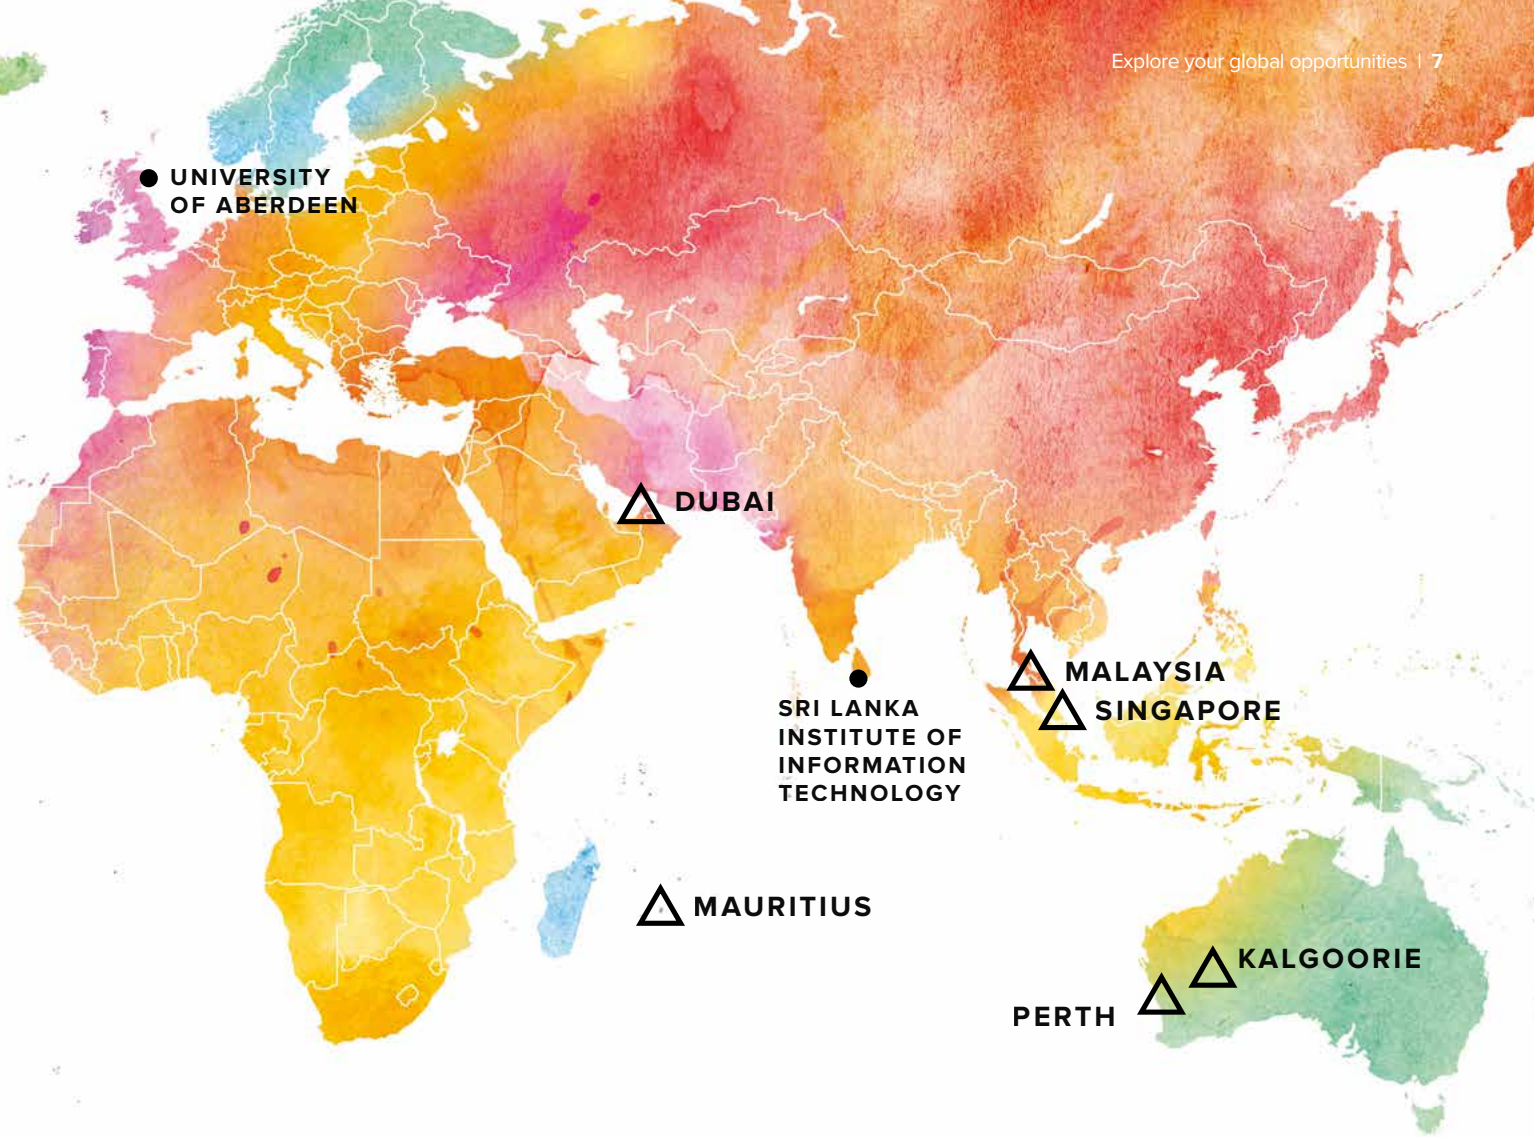 Explore your global opportunities | 7
UNIVERSITY
OF ABERDEEN
DUBAI
MALAYSIA
SINGAPORE
SRI LANKA
INSTITUTE OF
INFORMATION
TECHNOLOGY
MAURITIUS
KALGOORIE
PERTH